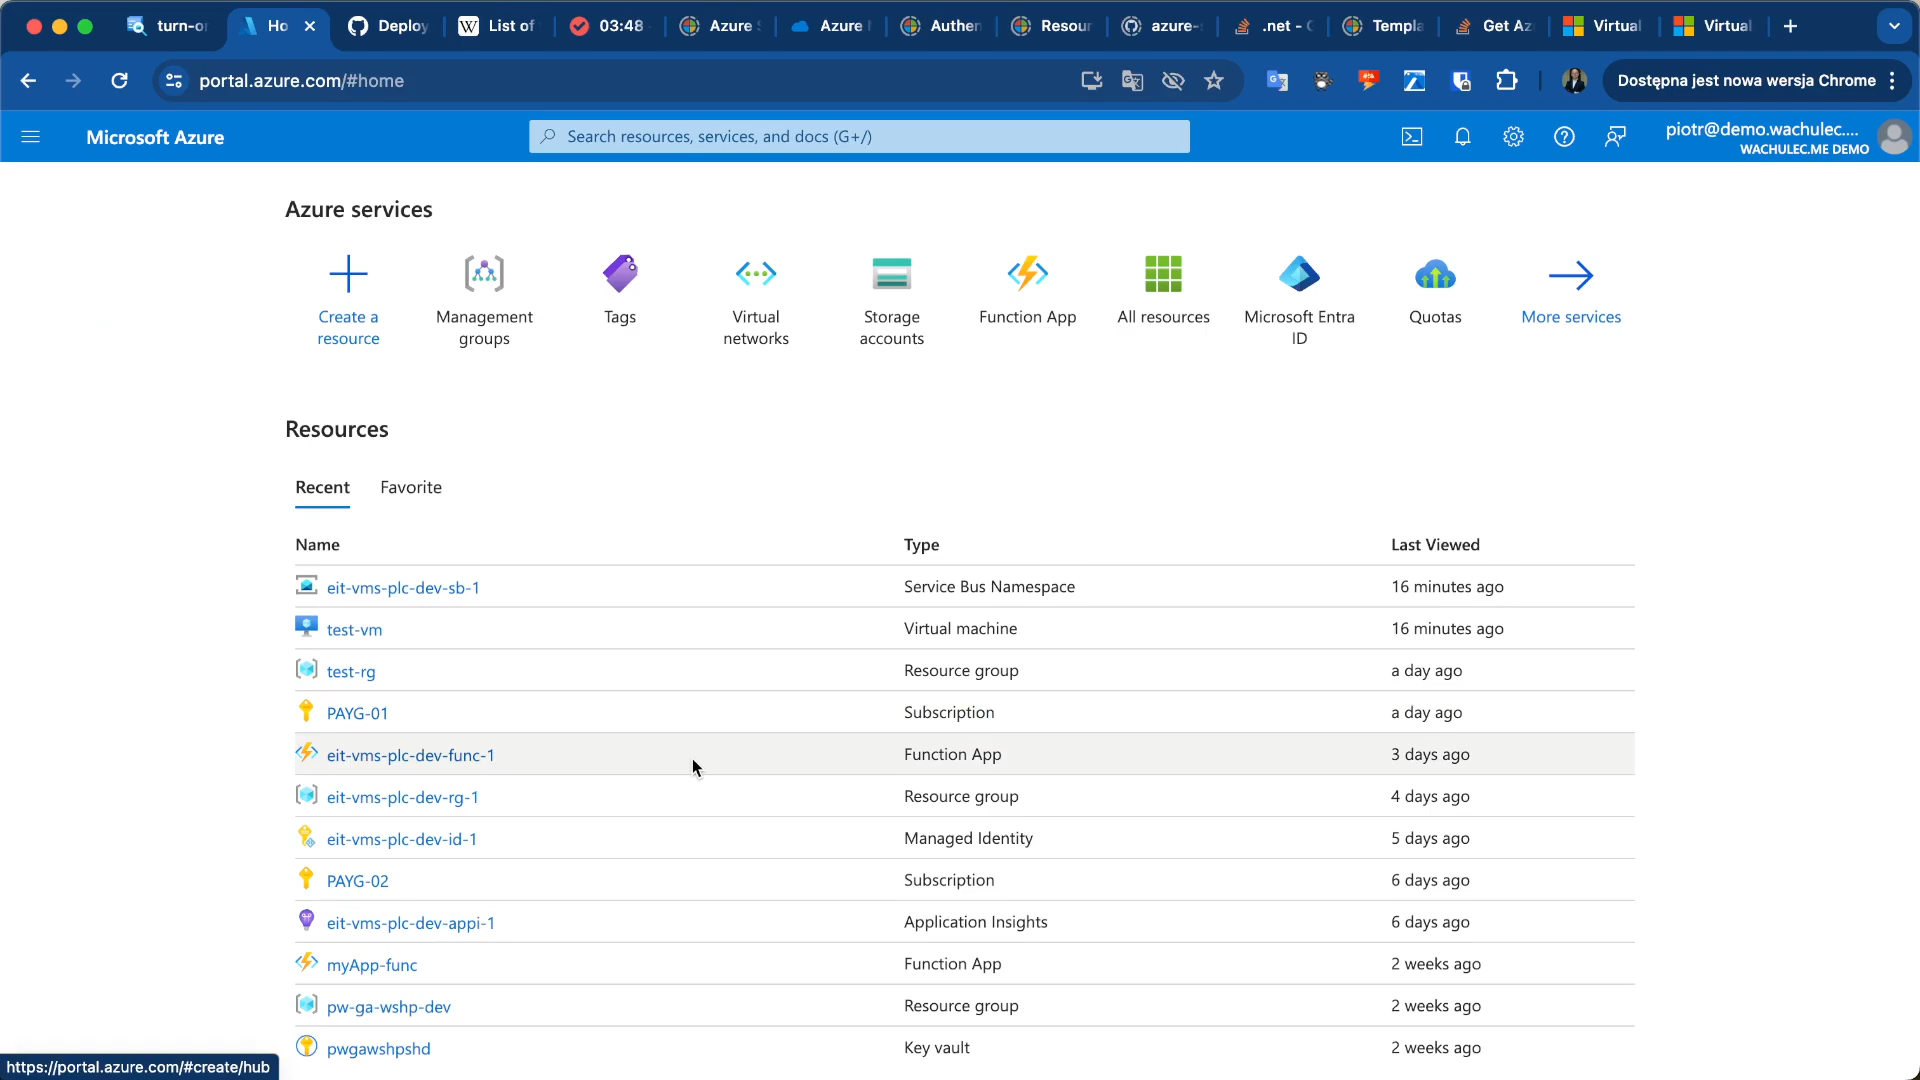 turn-o
Ho
Deploy
List of
03:48
Azure
Azure
Auther
Resour
azure-
.net -
Templa
Get Az
Virtual
Virtual
portal.azure.com/#home
Dostępna jest nowa wersja Chrome
Microsoft Azure
Search resources, services, and docs (G+/)
piotr@demo.wachulec....
WACHULEC.ME DEMO
Azure services
Create a
resource
Management
groups
Tags
Virtual
networks
Storage
accounts
Function App
All resources
Microsoft Entra
ID
Quotas
More services
Resources
Recent Favorite
Name Type Last Viewed
eit-vms-plc-dev-sb-1 Service Bus Namespace 16 minutes ago
test-vm Virtual machine 16 minutes ago
test-rg Resource group a day ago
PAYG-01 Subscription a day ago
eit-vms-plc-dev-func-1 Function App 3 days ago
eit-vms-plc-dev-rg-1 Resource group 4 days ago
eit-vms-plc-dev-id-1 Managed Identity 5 days ago
PAYG-02 Subscription 6 days ago
eit-vms-plc-dev-appi-1 Application Insights 6 days ago
myApp-func Function App 2 weeks ago
pw-ga-wshp-dev Resource group 2 weeks ago
pwgawshpshd Key vault 2 weeks ago
https://portal.azure.com/#create/hub